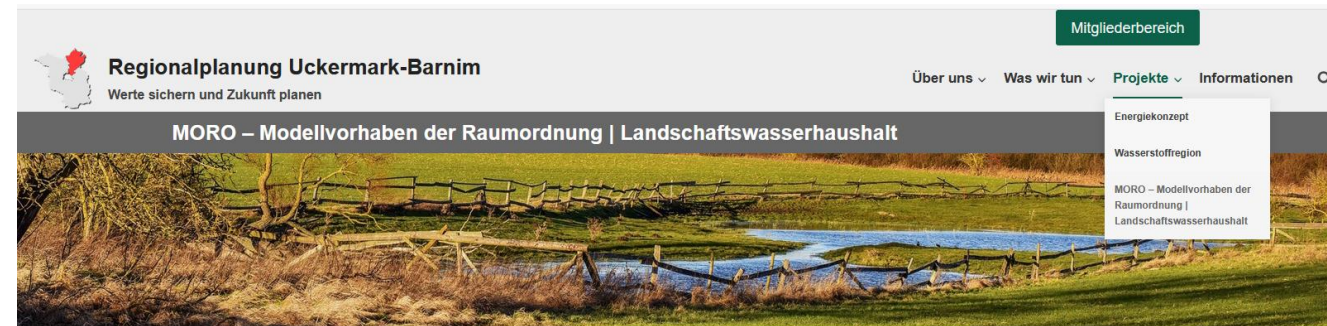 Mitgliederbereich
Regionalplanung Uckermark-Barnim
Werte sichern und Zukunft planen
Über uns
Was wir tun
Projekte
Informationen
Energiekonzept
Wasserstoffregion
MORO – Modellvorhaben der
Raumordnung |
Landschaftswasserhaushalt
MORO – Modellvorhaben der Raumordnung | Landschaftswasserhaushalt